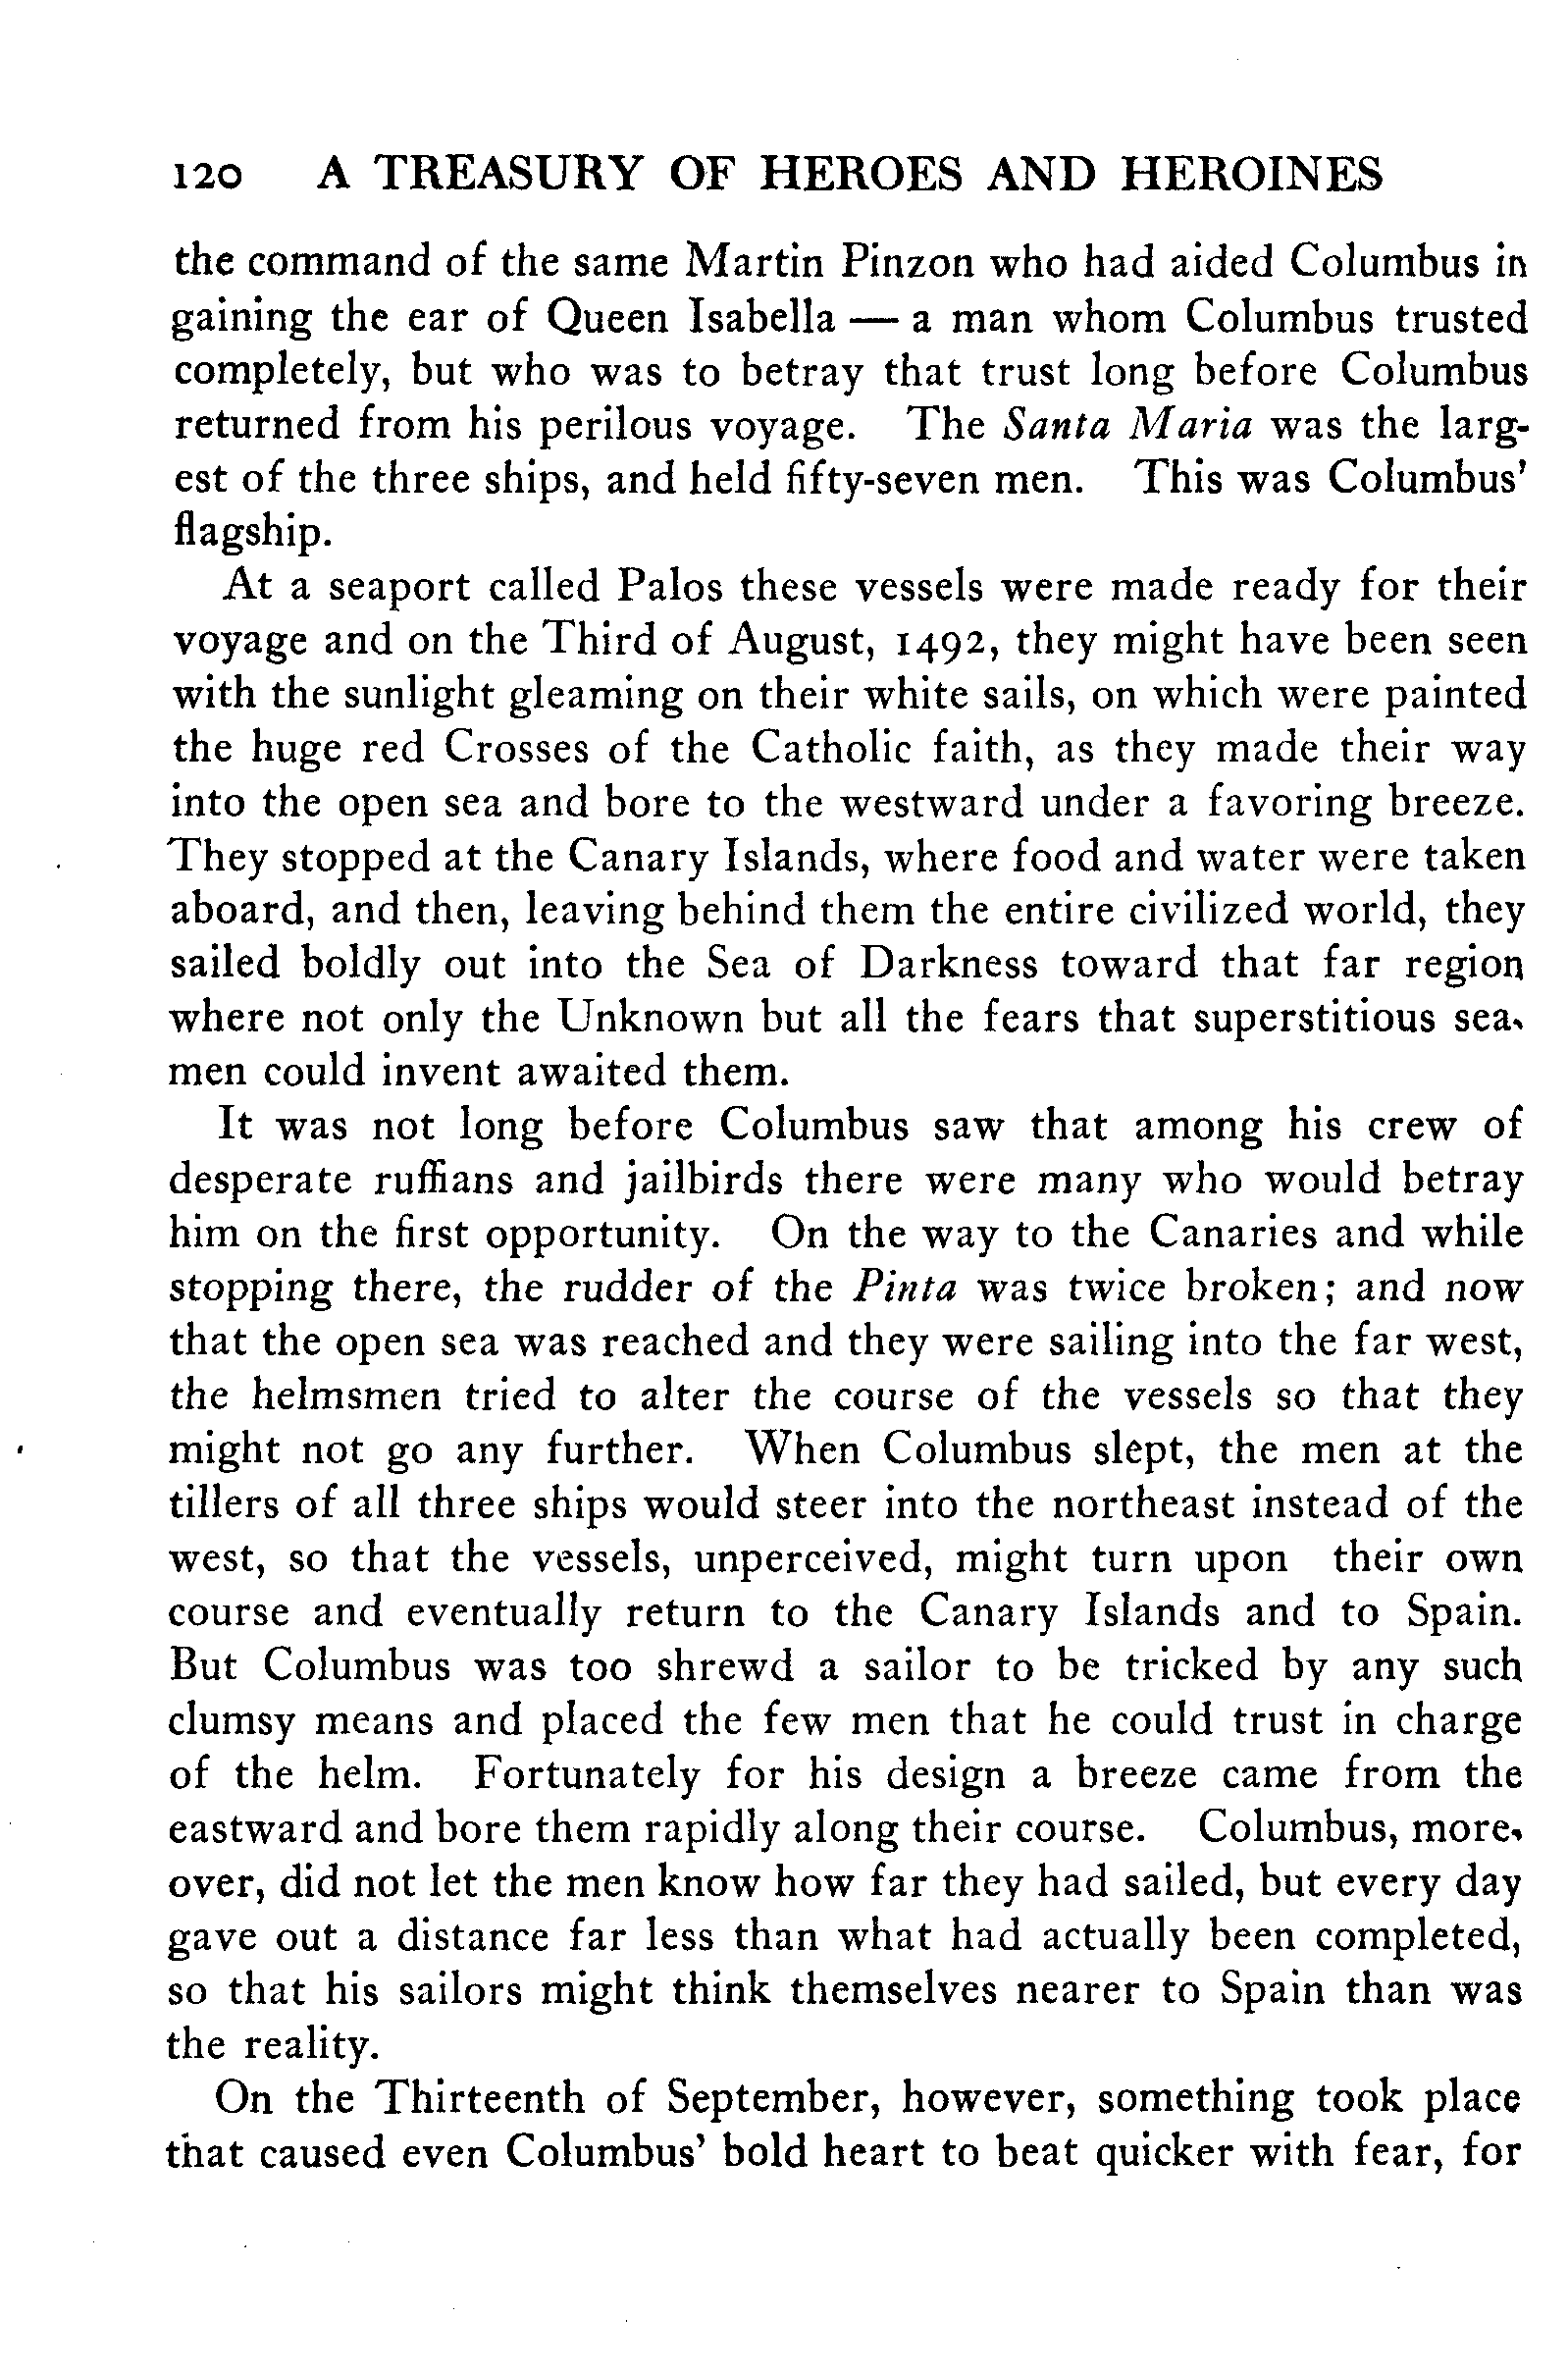 120 A TREASURY OF HEROES AND HEROINES
the command of the same Martin Pinzon who had aided Columbus in
gaining the ear of Queen Isabella — a man whom Columbus trusted
completely, but who was to betray that trust long before Columbus
returned from his perilous voyage. The Santa Maria was the larg-
est of the three ships, and held fifty-seven men. This was Columbus'
flagship.
At a seaport called Palos these vessels were made ready for their
voyage and on the Third of August, 1492, they might have been seen
with the sunlight gleaming on their white sails, on which were painted
the huge red Crosses of the Catholic faith, as they made their way
into the open sea and bore to the westward under a favoring breeze.
They stopped at the Canary Islands, where food and water were taken
aboard, and then, leaving behind them the entire civilized world, they
sailed boldly out into the Sea of Darkness toward that far region
where not only the Unknown but all the fears that superstitious sea-
men could invent awaited them.
It was not long before Columbus saw that among his crew of
desperate ruffians and jailbirds there were many who would betray
him on the first opportunity. On the way to the Canaries and while
stopping there, the rudder of the Pinta was twice broken; and now
that the open sea was reached and they were sailing into the far west,
the helmsmen tried to alter the course of the vessels so that they
might not go any further. When Columbus slept, the men at the
tillers of all three ships would steer into the northeast instead of the
west, so that the vessels, unperceived, might turn upon their own
course and eventually return to the Canary Islands and to Spain.
But Columbus was too shrewd a sailor to be tricked by any such
clumsy means and placed the few men that he could trust in charge
of the helm. Fortunately for his design a breeze came from the
eastward and bore them rapidly along their course. Columbus, more-
over, did not let the men know how far they had sailed, but every day
gave out a distance far less than what had actually been completed,
so that his sailors might think themselves nearer to Spain than was
the reality.
On the Thirteenth of September, however, something took place
that caused even Columbus' bold heart to beat quicker with fear, for